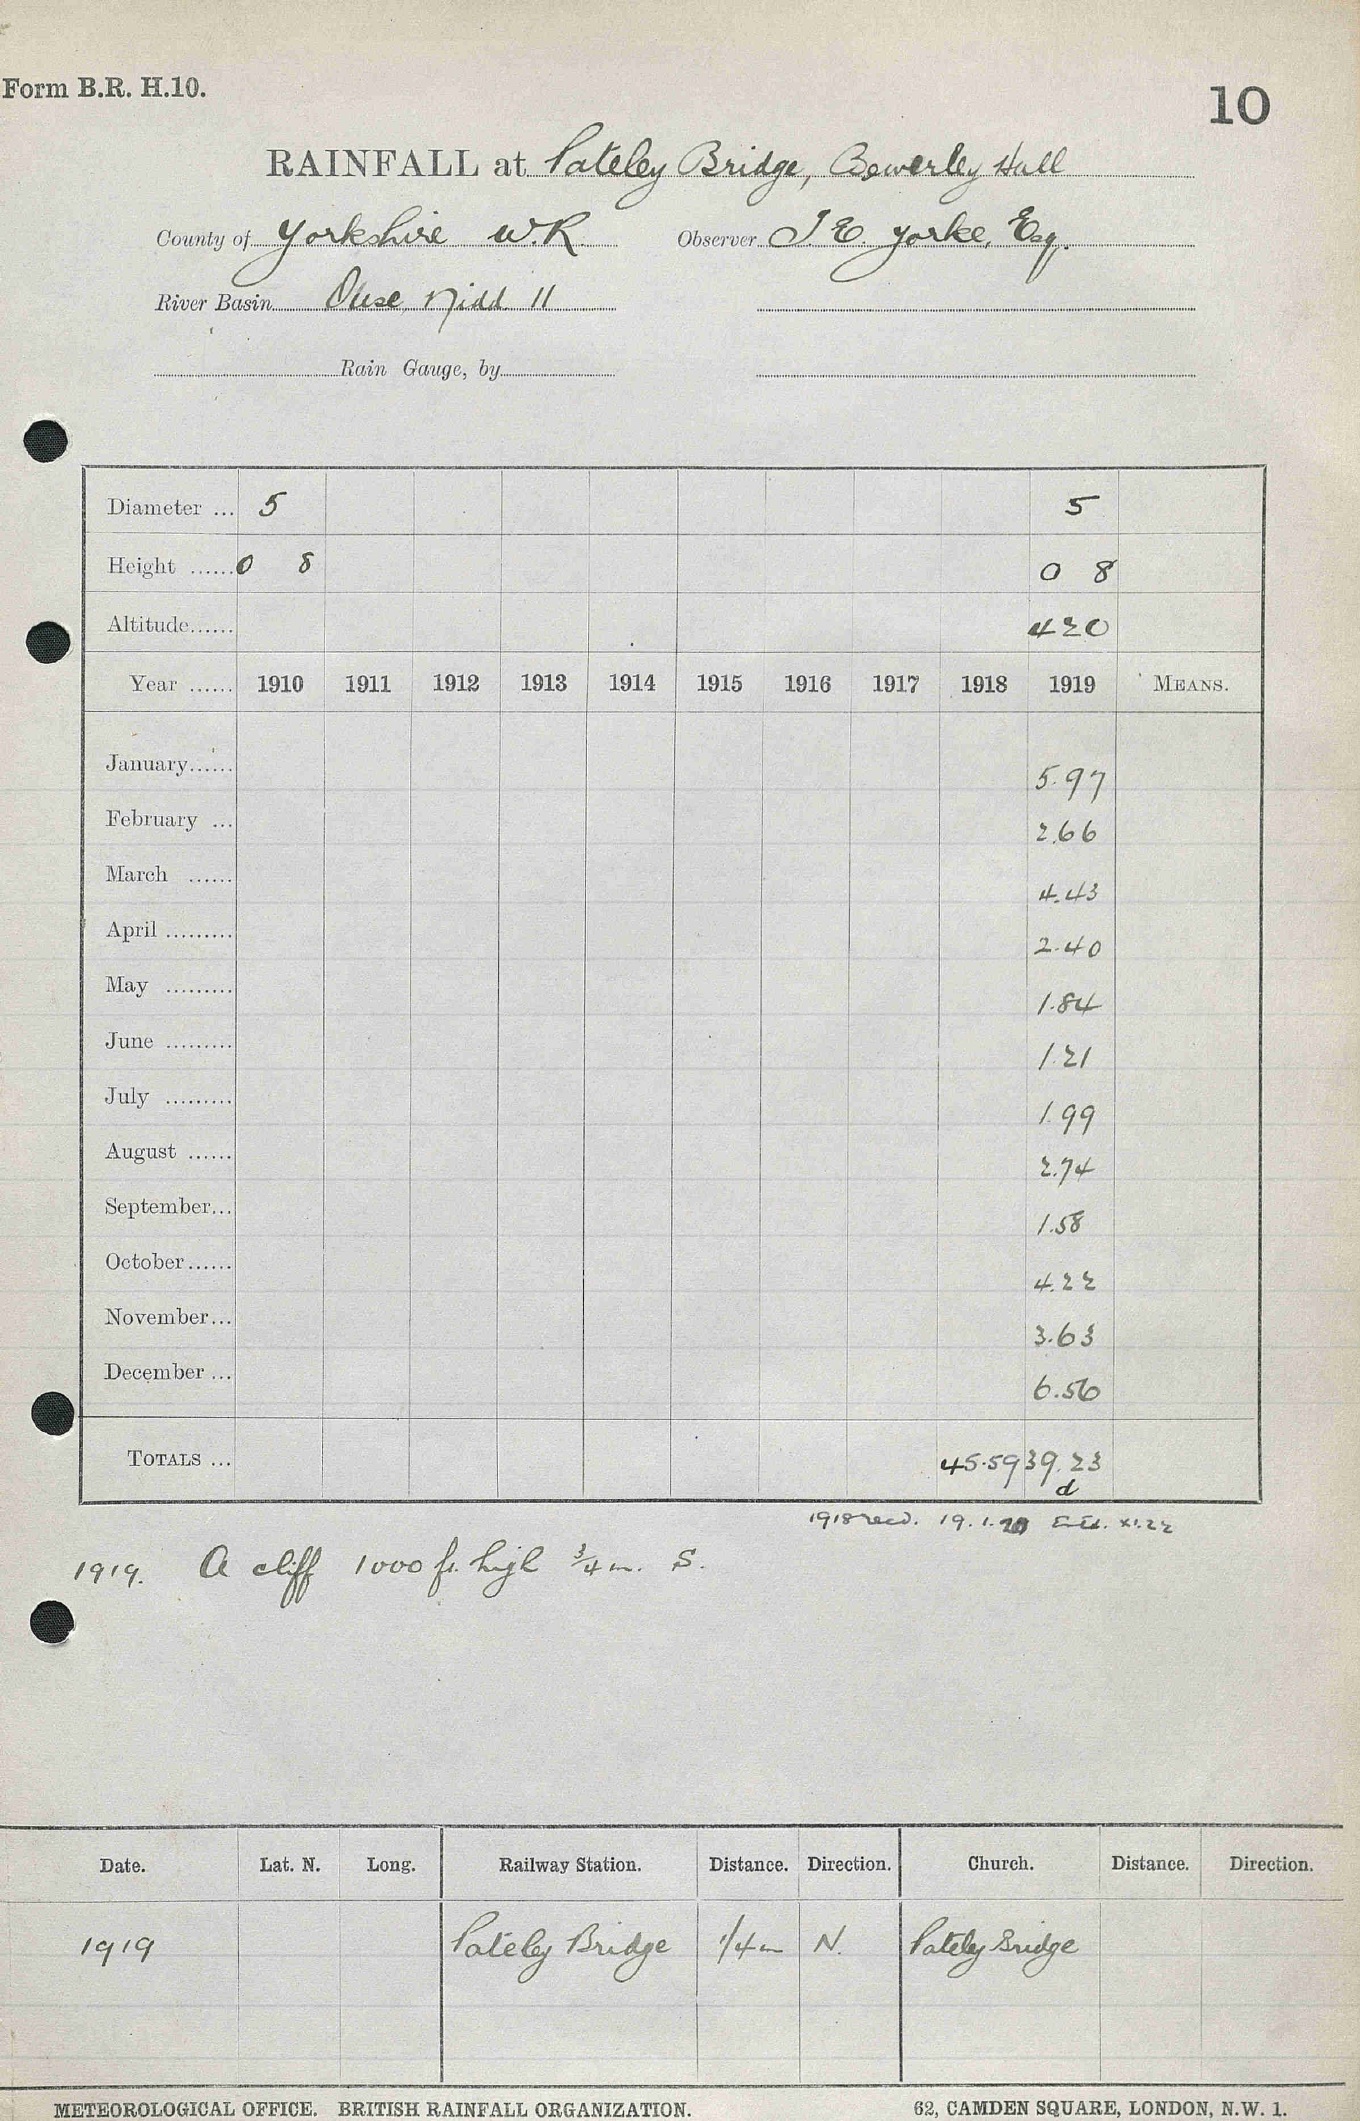 Form B.R. H.10.
10
RAINFALL at Pateley Bridge, Bewerley Hall
County of Yorkshire W.R. Observer J E. Yorke, Esq.
River Basin Ouse, Nidd 11
Rain Gauge, by
Diameter ... 5 5
Height ...... 0 8 0 8
Altitude...... 420
Year ...... 1910 1911 1912 1913 1914 1915 1916 1917 1918 1919 MEANS.
January...... 5.97
February ... 2.66
March ...... 4.43
April ......... 2.40
May ......... 1.84
June ......... 1.21
July ......... 1.99
August ...... 2.74
September... 1.58
October...... 4.22
November... 3.63
December ... 6.56
TOTALS ... 45.59 39.23
d
1918 recd. 19.1.20
1919. A cliff 1000 ft. high 3/4 m. S.
Date. Lat. N. Long. Railway Station. Distance. Direction. Church. Distance. Direction.
1919 Pateley Bridge 1/4 m N. Pateley Bridge
METEOROLOGICAL OFFICE. BRITISH RAINFALL ORGANIZATION. 62, CAMDEN SQUARE, LONDON, N.W. 1.